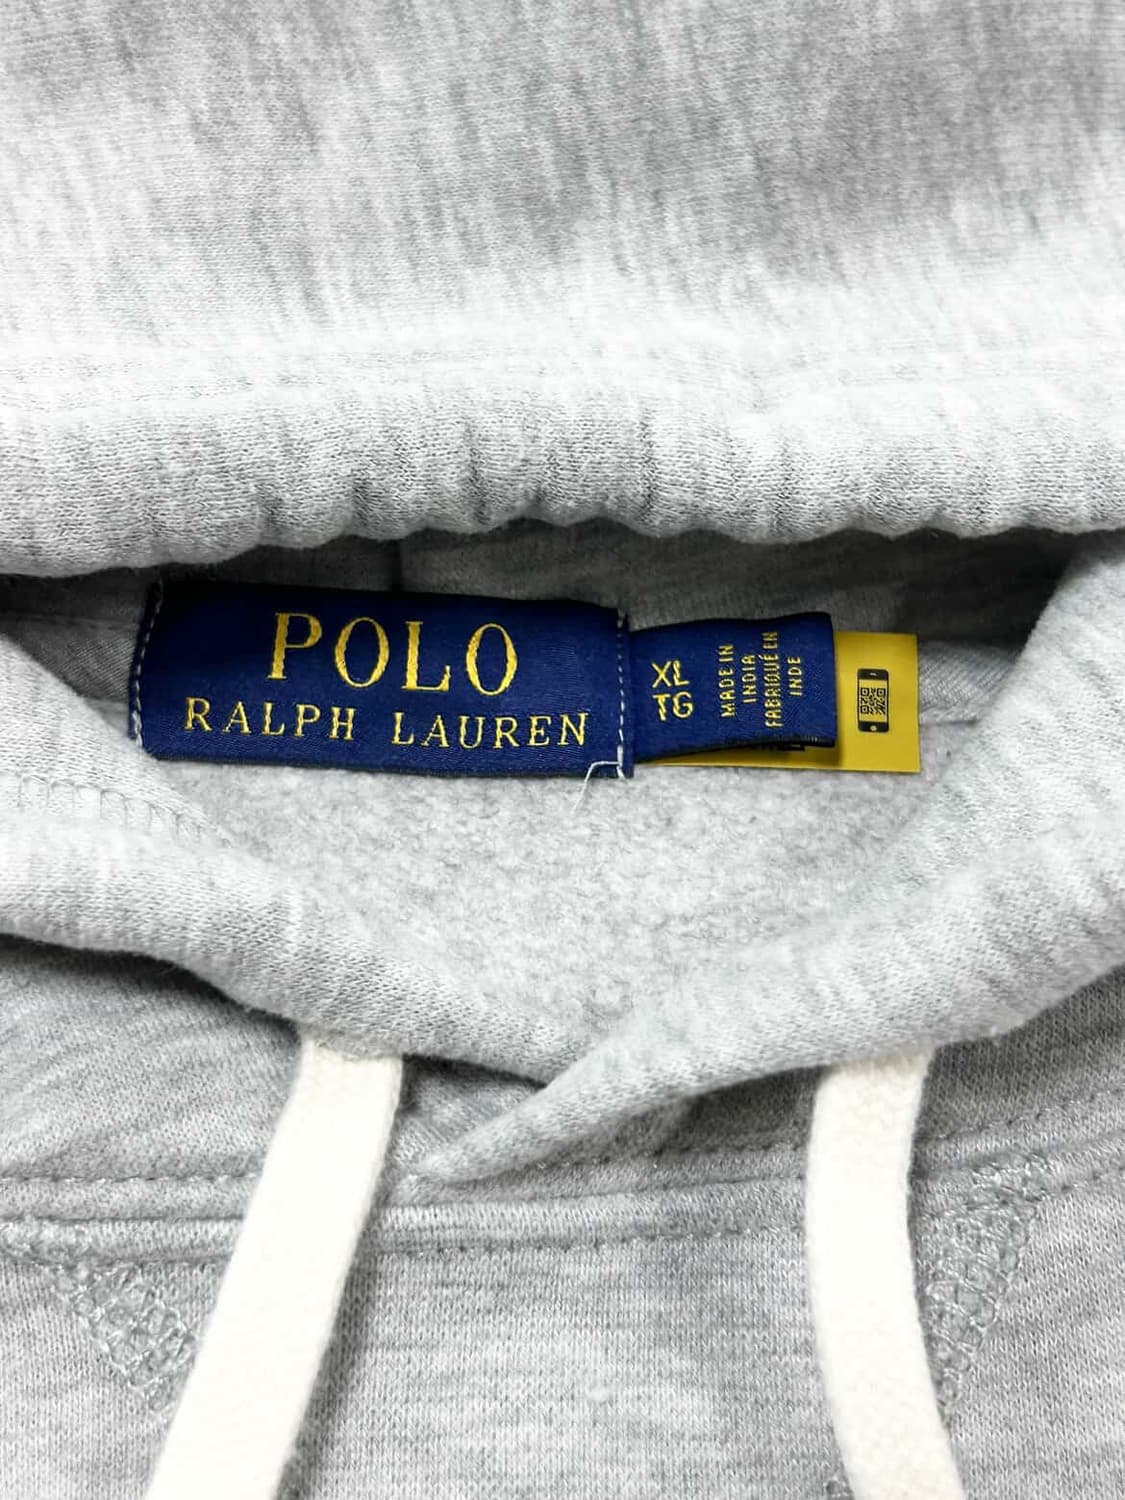 POLO
RALPH LAUREN
XL
TG
MADE IN
INDIA
FABRIQUÉ EN
INDE